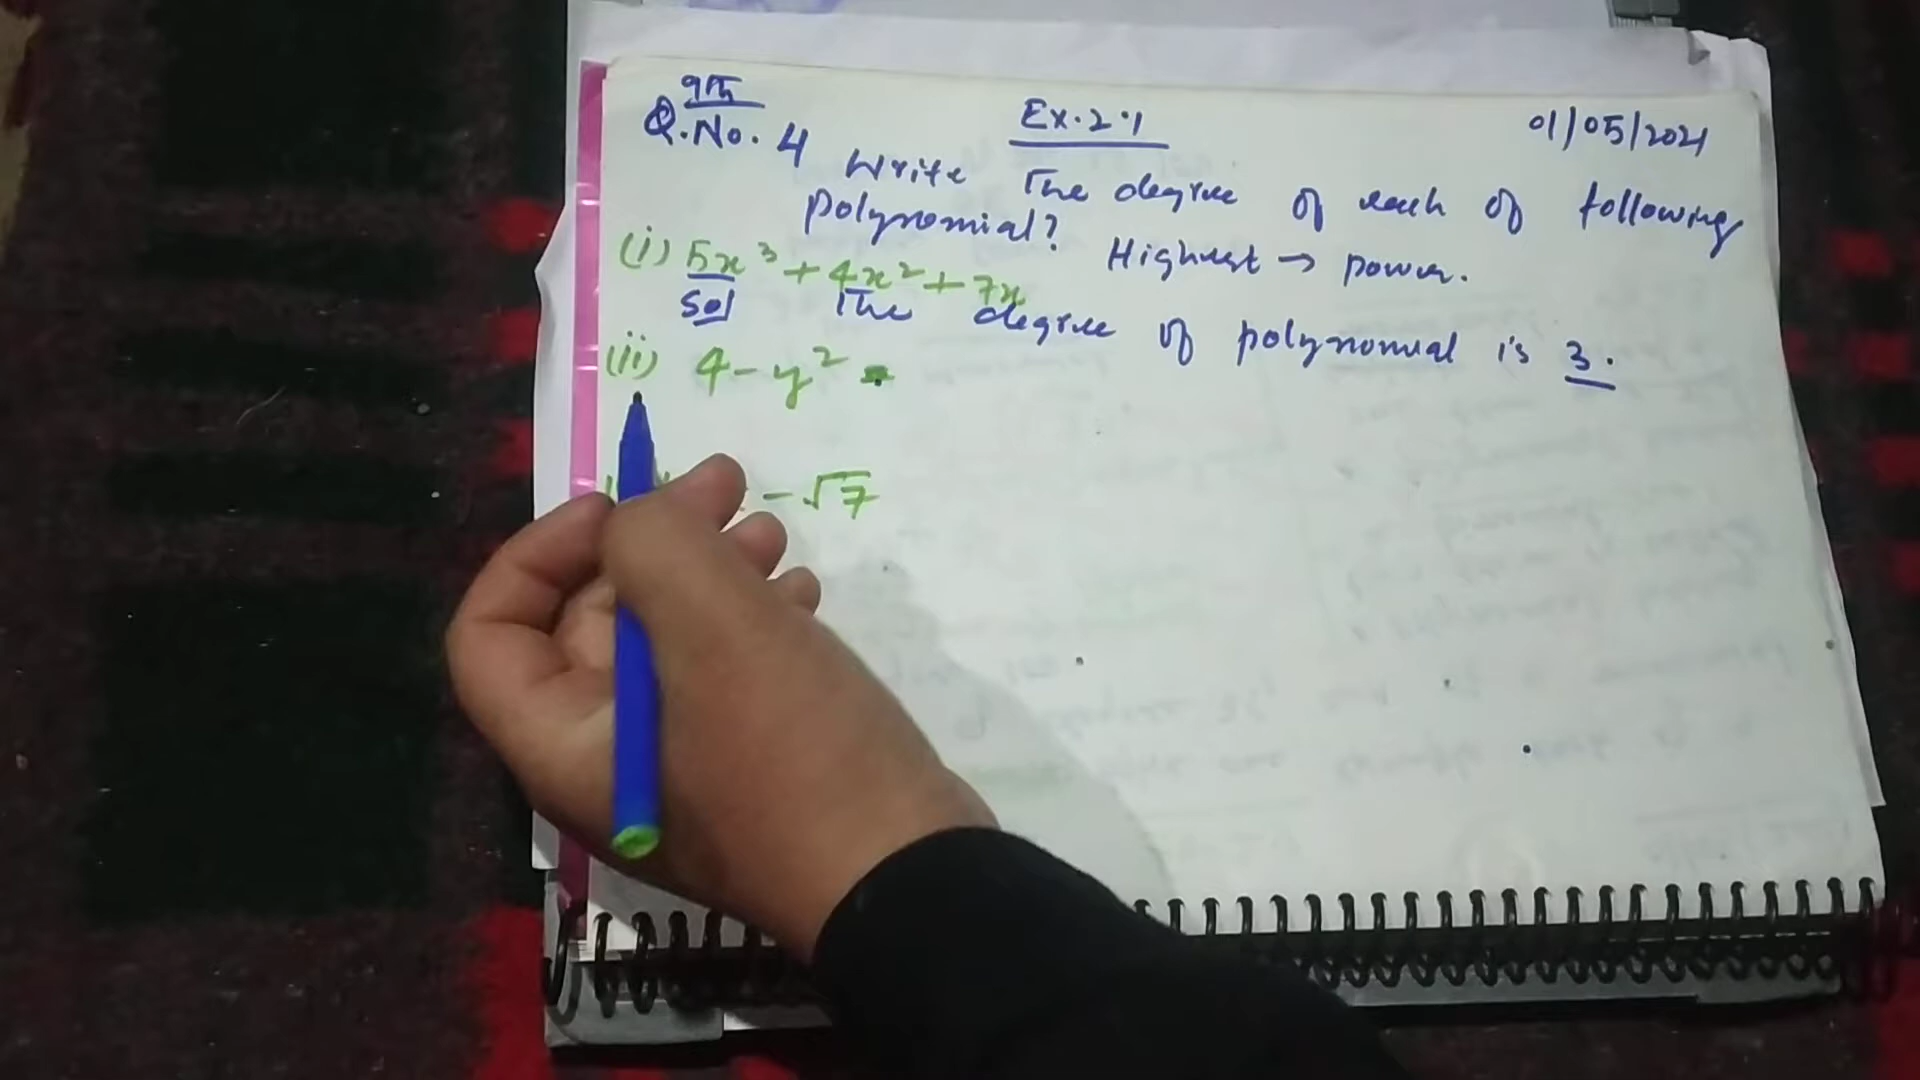 9th Ex.2.1 01/05/2021
Q.No. 4 Write The degree of each of following
polynomial? Highest → power.
(i) 5x³ + 4x² + 7x
Sol The degree of polynomial is 3.
(ii) 4 - y²
- √7